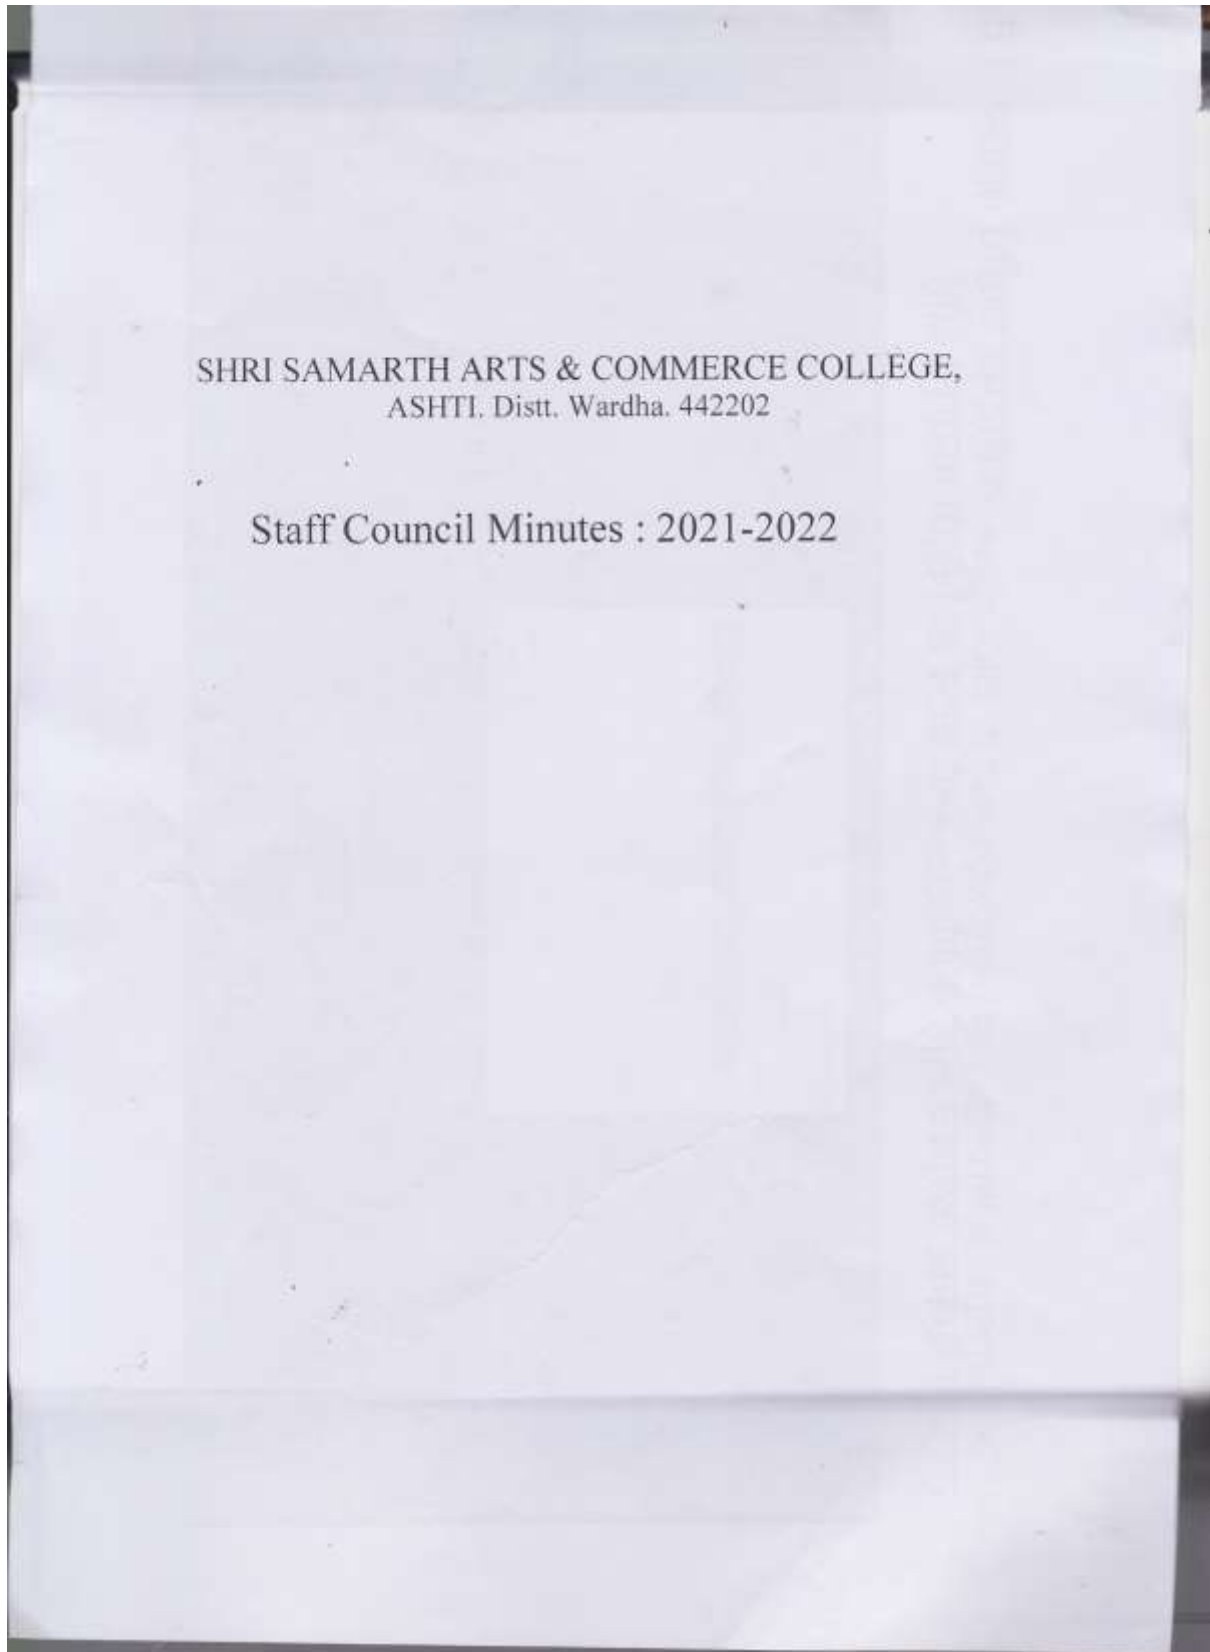 SHRI SAMARTH ARTS & COMMERCE COLLEGE,
ASHTI. Distt. Wardha. 442202
Staff Council Minutes : 2021-2022